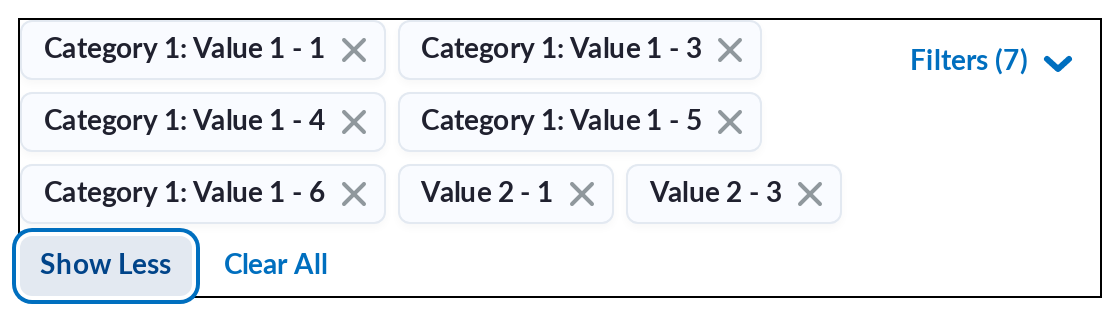 Category 1: Value 1 - 1
Category 1: Value 1 - 3
Filters (7)
Category 1: Value 1 - 4
Category 1: Value 1 - 5
Category 1: Value 1 - 6
Value 2 - 1
Value 2 - 3
Show Less
Clear All